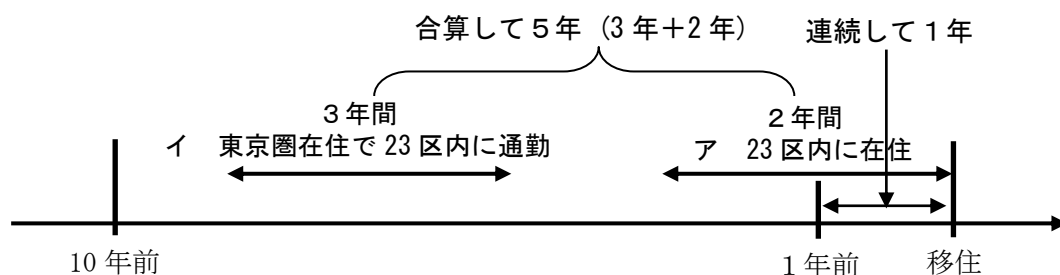 合算して５年（3 年＋2 年） 連続して１年
３年間 ２年間
イ 東京圏在住で 23 区内に通勤 ア 23 区内に在住
10 年前 １年前 移住